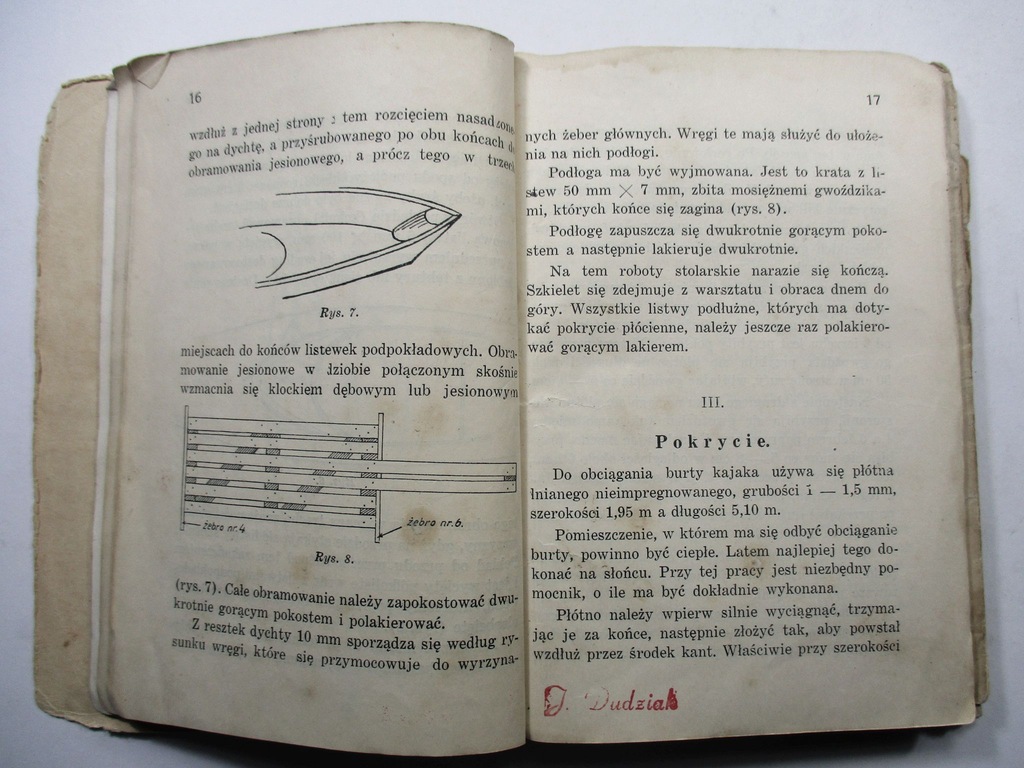 16
wzdłuż z jednej strony z tem rozcięciem nasadzone-
go na dychtę, a przyśrubowanego po obu końcach d
obramowania jesionowego, a prócz tego w trzec
Rys. 7.
miejscach do końców listewek podpokładowych. Obra-
mowanie jesionowe w dziobie połączonym skośnie
wzmacnia się klockiem dębowym lub jesionowym
żebro nr. 4
żebro nr. 6.
Rys. 8.
(rys. 7). Całe obramowanie należy zapokostować dwu-
krotnie gorącym pokostem i polakierować.
Z resztek dychty 10 mm sporządza się według ry-
sunku wręgi, które się przymocowuje do wyrzyna-
17
nych żeber głównych. Wręgi te mają służyć do ułoże-
nia na nich podłogi.
Podłoga ma być wyjmowana. Jest to krata z li-
stew 50 mm × 7 mm, zbita mosiężnemi gwoździka-
mi, których końce się zagina (rys. 8).
Podłogę zapuszcza się dwukrotnie gorącym poko-
stem a następnie lakieruje dwukrotnie.
Na tem roboty stolarskie narazie się kończą.
Szkielet się zdejmuje z warsztatu i obraca dnem do
góry. Wszystkie listwy podłużne, których ma doty-
kać pokrycie płócienne, należy jeszcze raz polakiero-
wać gorącym lakierem.
III.
Pokrycie.
Do obciągania burty kajaka używa się płótna
lnianego nieimpregnowanego, grubości 1 — 1,5 mm,
szerokości 1,95 m a długości 5,10 m.
Pomieszczenie, w którem ma się odbyć obciąganie
burty, powinno być ciepłe. Latem najlepiej tego do-
konać na słońcu. Przy tej pracy jest niezbędny po-
mocnik, o ile ma być dokładnie wykonana.
Płótno należy wpierw silnie wyciągnąć, trzyma-
jąc je za końce, następnie złożyć tak, aby powstał
wzdłuż przez środek kant. Właściwie przy szerokości
J. Dudziak